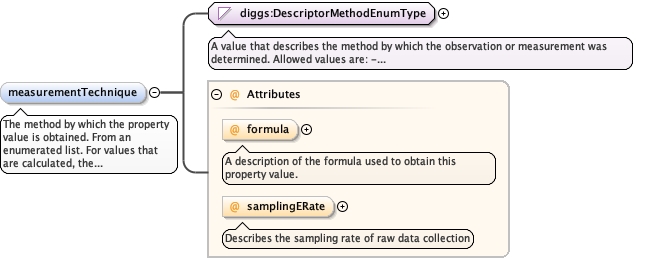 diggs:DescriptorMethodEnumType
A value that describes the method by which the observation or measurement was
determined. Allowed values are: –...
measurementTechnique
The method by which the property
value is obtained. From an
enumerated list. For values that
are calculated, the...
@ Attributes
@ formula
A description of the formula used to obtain this
property value.
@ samplingERate
Describes the sampling rate of raw data collection